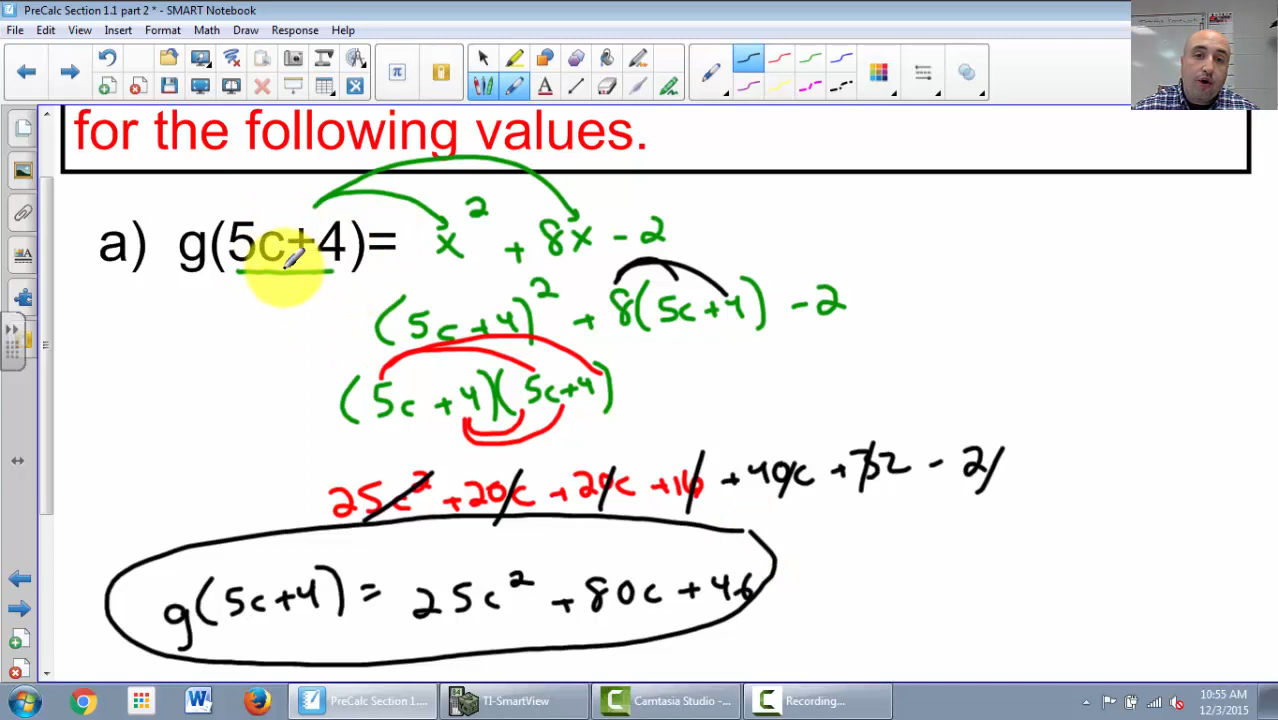 PreCalc Section 1.1 part 2 * - SMART Notebook
File Edit View Insert Format Math Draw Response Help
for the following values.
a) g(5c+4)= x² + 8x - 2
(5c+4)² + 8(5c+4) - 2
(5c+4)(5c+4)
25c² +20c +20c +16 +40c +32 - 2
g(5c+4) = 25c² +80c +46
PreCalc Section 1....
TI-SmartView
Camtasia Studio -...
Recording...
10:55 AM
12/3/2015